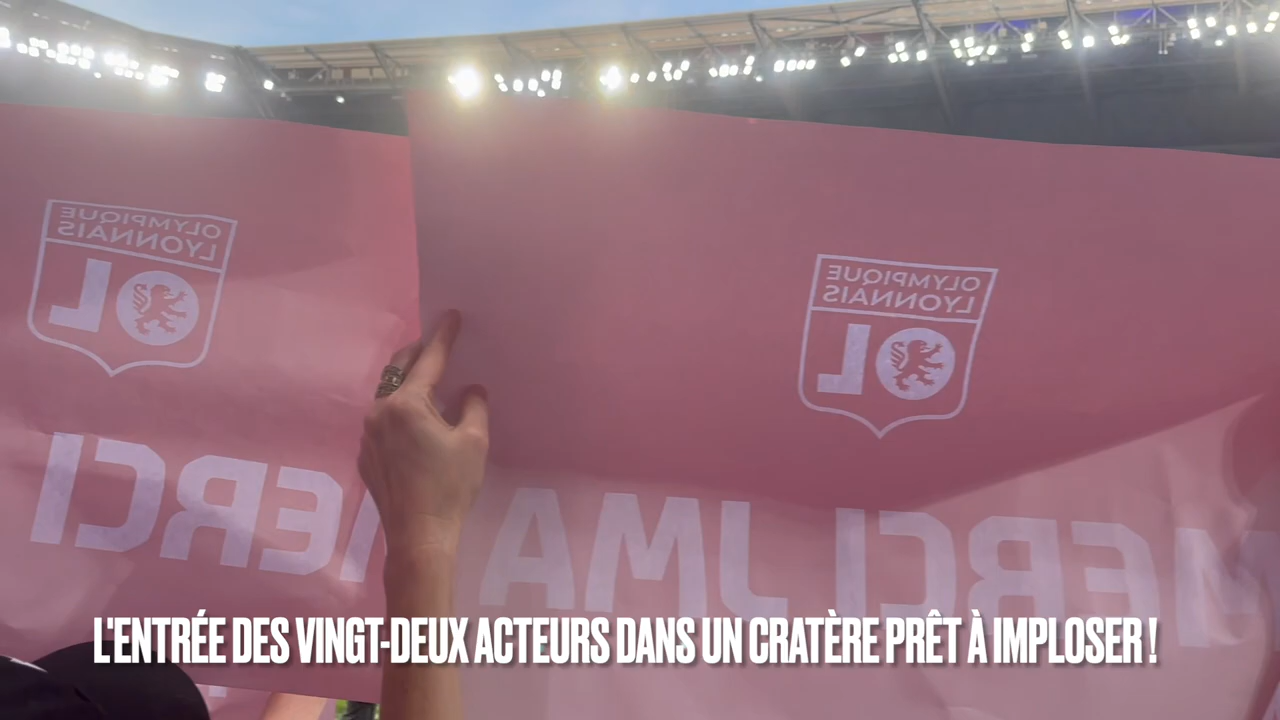 OLYMPIQUE
LYONNAIS
OL
OLYMPIQUE
LYONNAIS
OL
MERCI
MERCI JMA
L'ENTRÉE DES VINGT-DEUX ACTEURS DANS UN CRATÈRE PRÊT À IMPLOSER !